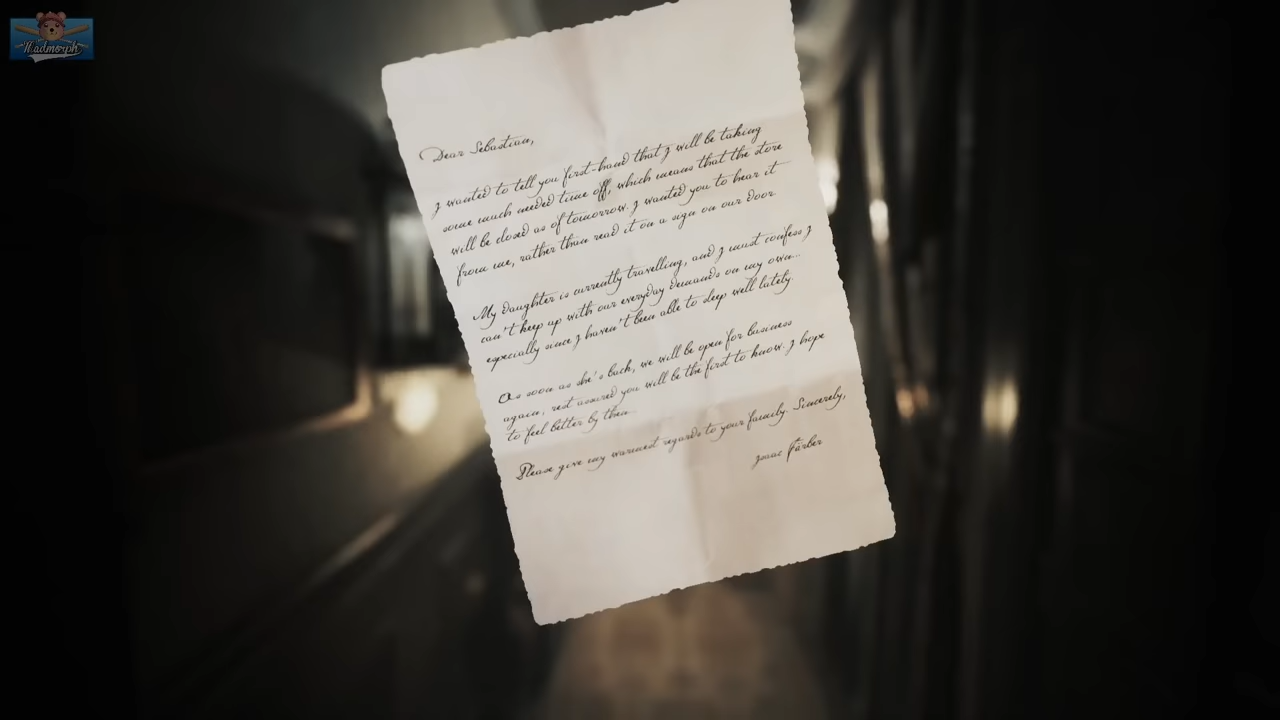 Madmorph
Dear Sebastian,
I wanted to tell you first-hand that I will be taking
some much needed time off, which means that the store
will be closed as of tomorrow. I wanted you to hear it
from me, rather than read it on a sign on our door.
My daughter is currently travelling, and I must confess I
can't keep up with our everyday demands on my own...
especially since I haven't been able to sleep well lately.
As soon as she's back, we will be open for business
again, rest assured you will be the first to know. I hope
to feel better by then...
Please give my warmest regards to your family. Sincerely,
Isaac Färber